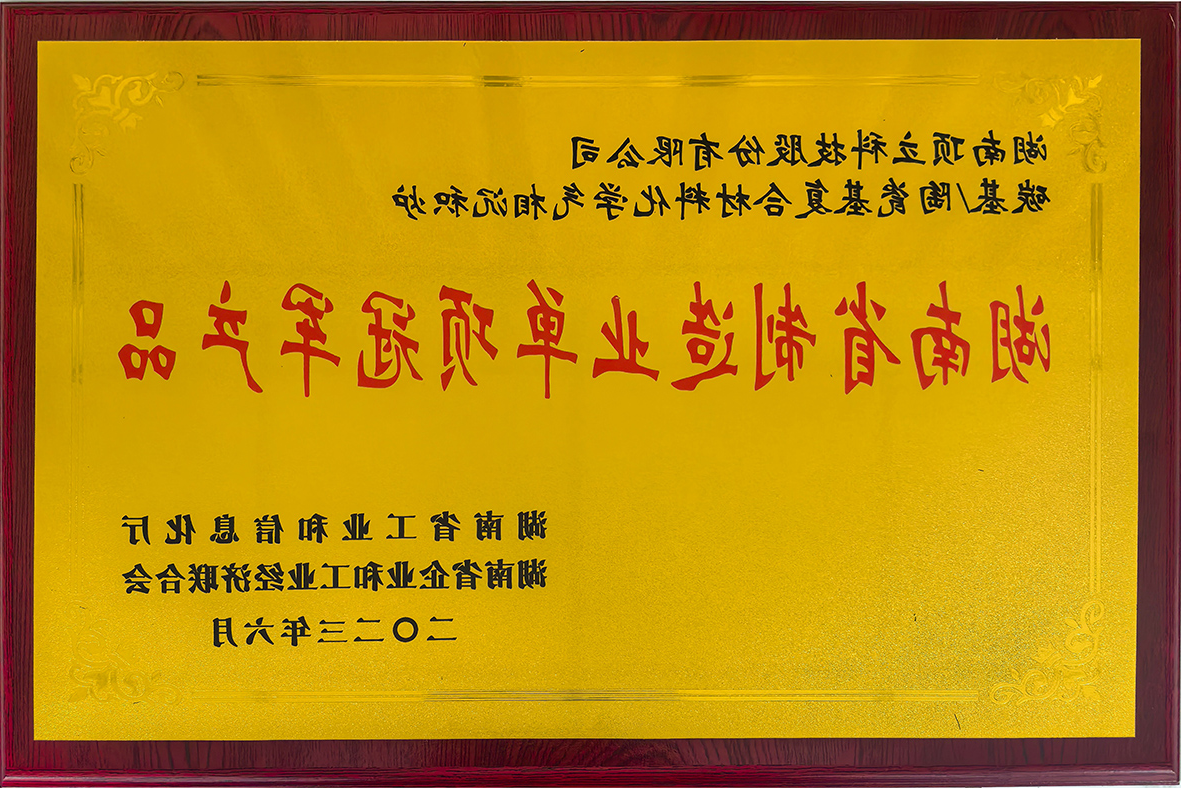 湖南顶立科技股份有限公司
碳基/陶瓷基复合材料化学气相沉积炉
湖南省制造业单项冠军产品
湖南省工业和信息化厅
湖南省企业和工业经济联合会
二〇二三年六月